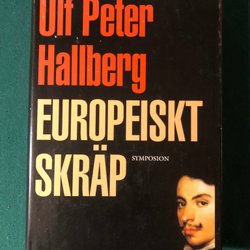 Ulf Peter
Hallberg
EUROPEISKT
SYMPOSION
SKRÄP